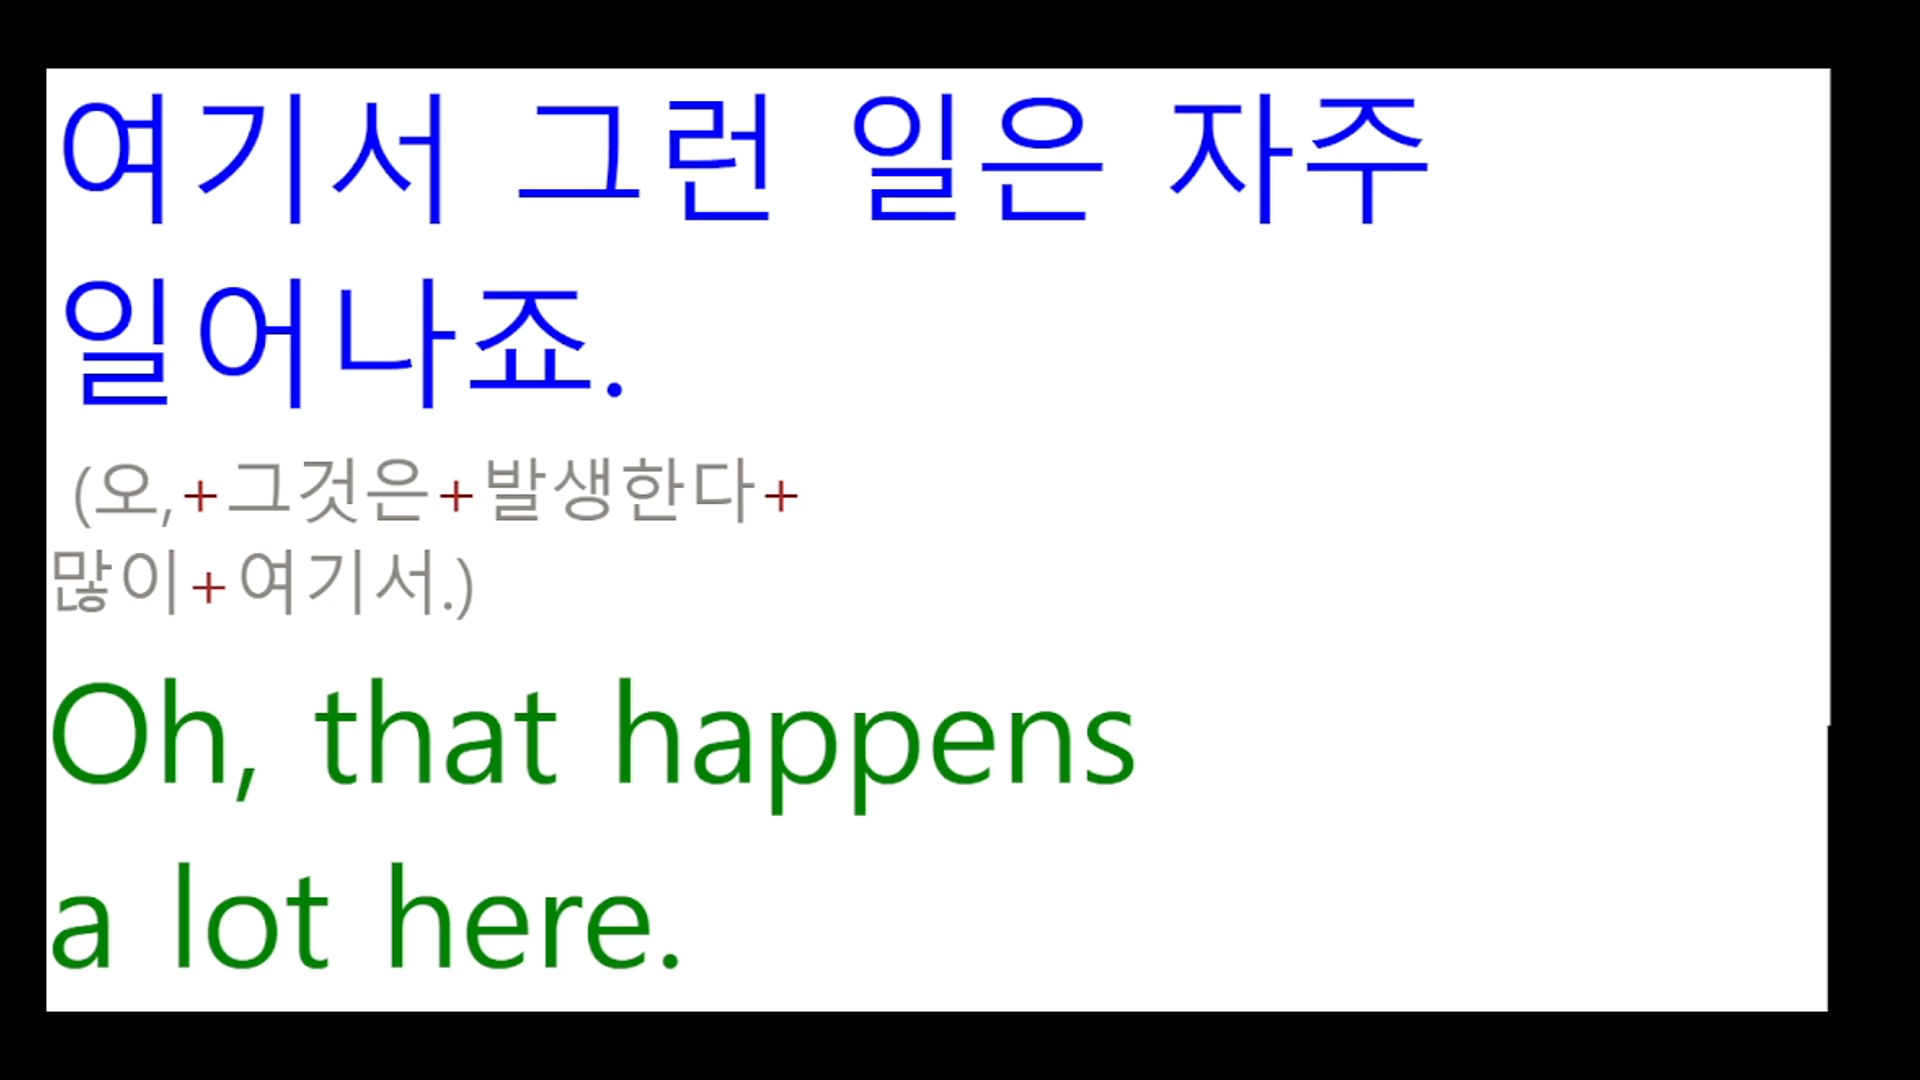 여기서 그런 일은 자주
일어나죠.
(오,+그것은+발생한다+
많이+여기서.)
Oh, that happens
a lot here.